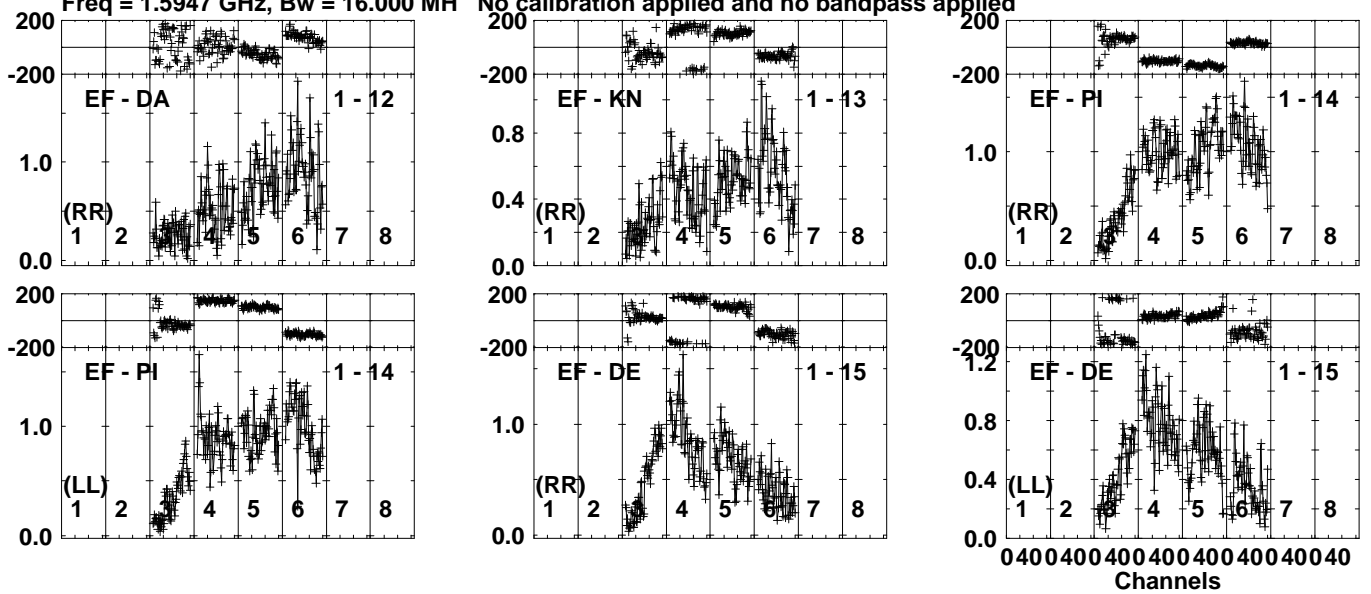 Freq = 1.5947 GHz, Bw = 16.000 MH No calibration applied and no bandpass applied
200
-200
EF - DA 1 - 12
1.0
(RR)
1 2 3 4 5 6 7 8
0.0
200
-200
EF - KN 1 - 13
0.8
0.4
(RR)
1 2 3 4 5 6 7 8
0.0
200
-200
EF - PI 1 - 14
1.0
(RR)
1 2 3 4 5 6 7 8
0.0
200
-200
EF - PI 1 - 14
1.0
(LL)
1 2 3 4 5 6 7 8
0.0
200
-200
EF - DE 1 - 15
1.0
(RR)
1 2 3 4 5 6 7 8
0.0
200
-200
1.2
EF - DE 1 - 15
0.8
0.4
(LL)
1 2 3 4 5 6 7 8
0.0
0 40 0 40 0 40 0 40 0 40 0 40 0 40 0 40
Channels